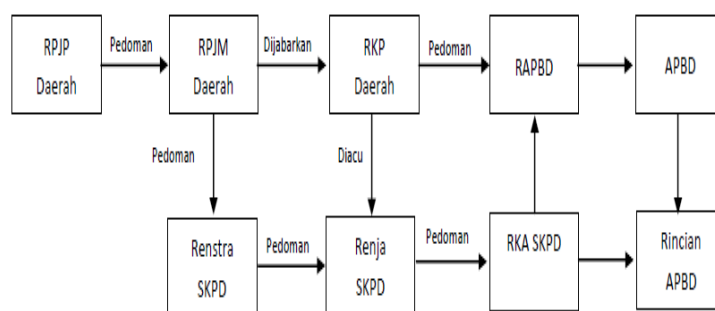 RPJP
Daerah
Pedoman
RPJM
Daerah
Dijabarkan
RKP
Daerah
Pedoman
RAPBD
APBD
Pedoman
Diacu
Renstra
SKPD
Pedoman
Renja
SKPD
Pedoman
RKA SKPD
Rincian
APBD